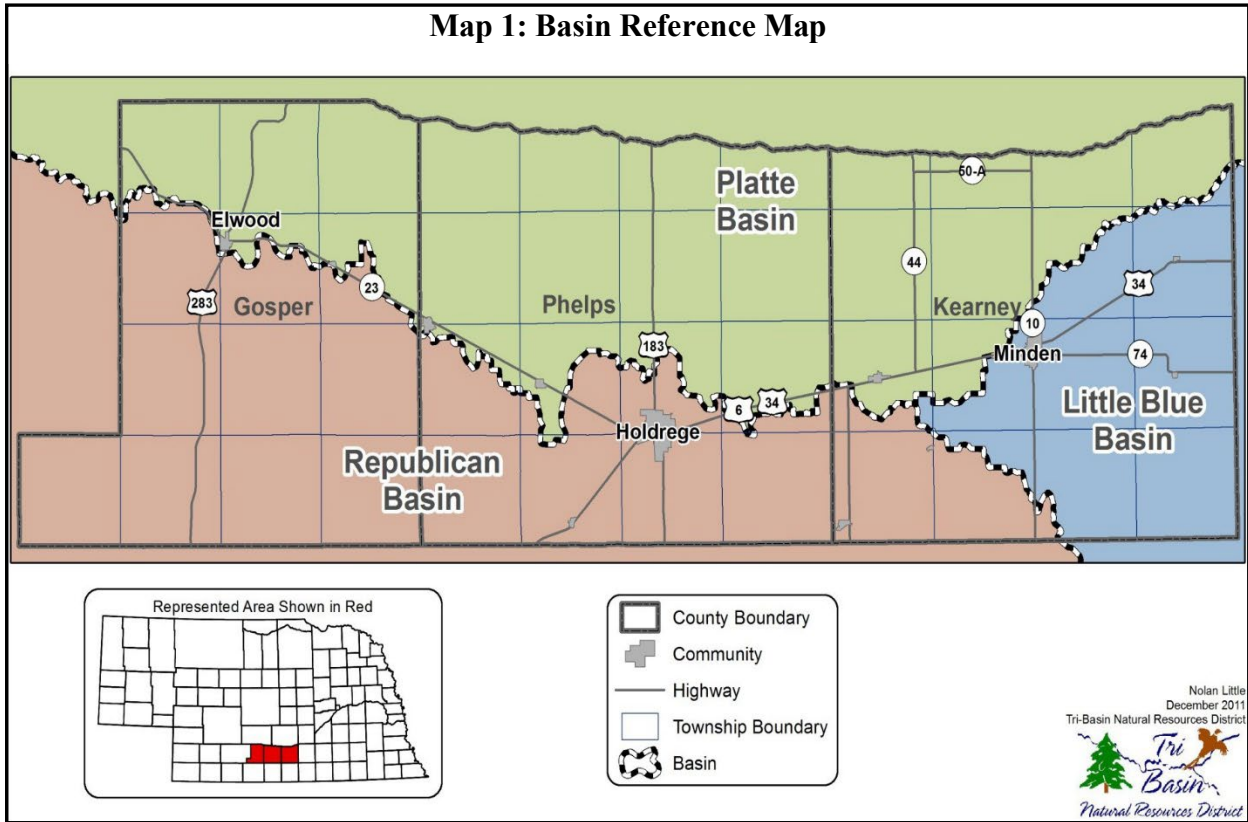 Map 1: Basin Reference Map
Platte
Basin
50-A
Elwood
44
34
283
Gosper
23
Phelps
Kearney
10
183
Minden
74
6
34
Little Blue
Basin
Holdrege
Republican
Basin
Represented Area Shown in Red
County Boundary
Community
Highway
Township Boundary
Basin
Nolan Little
December 2011
Tri-Basin Natural Resources District
Tri
Basin
Natural Resources District